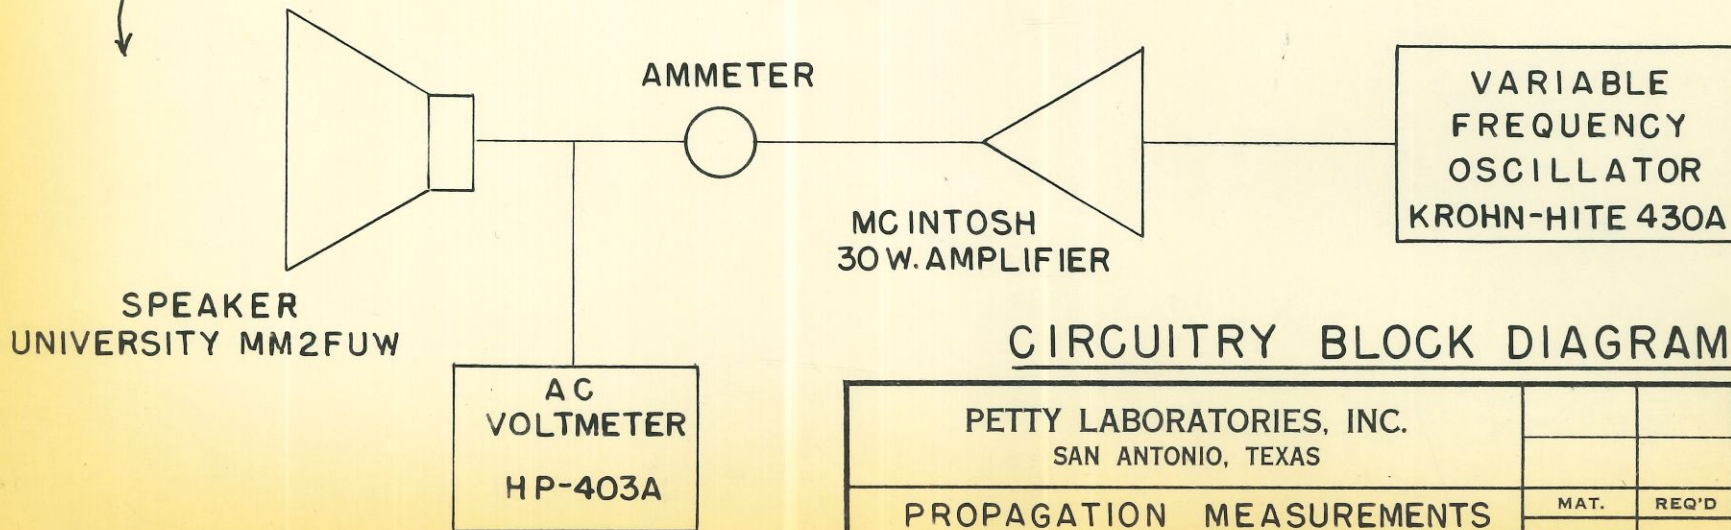 AMMETER
VARIABLE
FREQUENCY
OSCILLATOR
KROHN-HITE 430A
MC INTOSH
30 W. AMPLIFIER
SPEAKER
UNIVERSITY MM2FUW
AC
VOLTMETER
HP-403A
CIRCUITRY BLOCK DIAGRAM
PETTY LABORATORIES, INC.
SAN ANTONIO, TEXAS
MAT.
REQ'D
PROPAGATION MEASUREMENTS